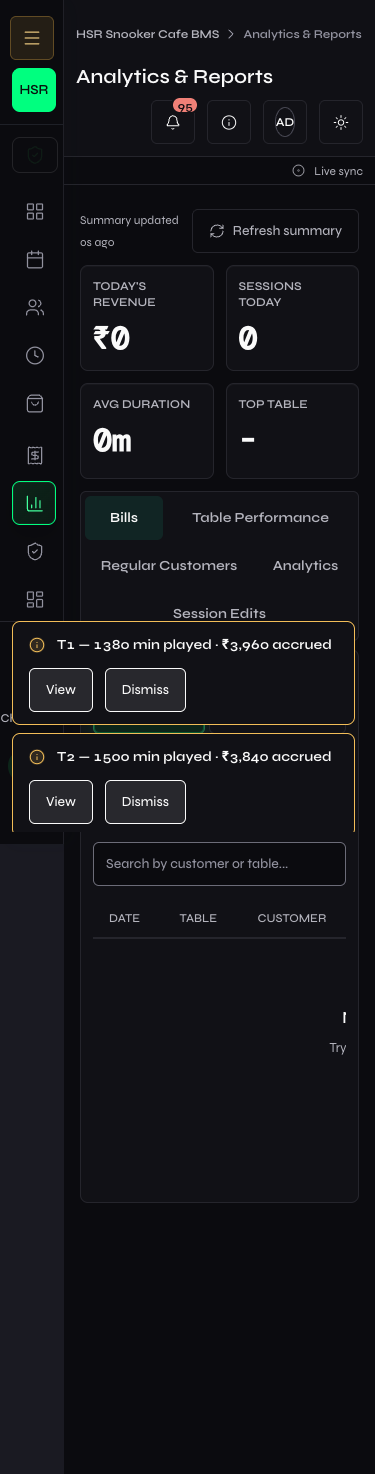 HSR Snooker Cafe BMS > Analytics & Reports
HSR
Analytics & Reports
95
AD
Live sync
Summary updated
0s ago
Refresh summary
TODAY'S
REVENUE
₹0
SESSIONS
TODAY
0
AVG DURATION
0m
TOP TABLE
-
Bills
Table Performance
Regular Customers
Analytics
Session Edits
T1 — 1380 min played · ₹3,960 accrued
View
Dismiss
T2 — 1500 min played · ₹3,840 accrued
View
Dismiss
Search by customer or table...
DATE
TABLE
CUSTOMER
Try